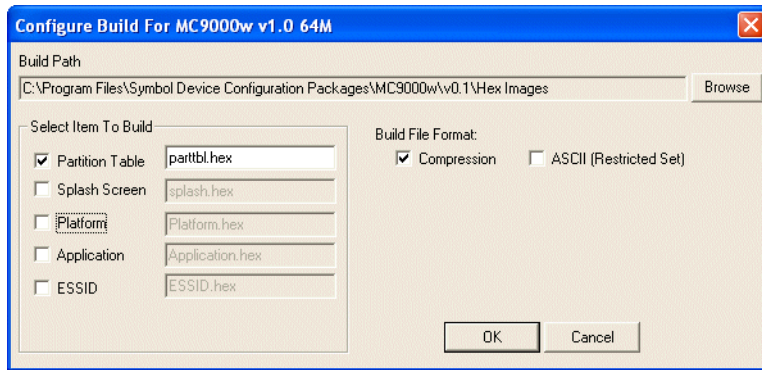 Configure Build For MC9000w v1.0 64M
Build Path
C:\Program Files\Symbol Device Configuration Packages\MC9000w\v0.1\Hex Images
Browse
Select Item To Build
Partition Table parttbl.hex
Splash Screen splash.hex
Platform Platform.hex
Application Application.hex
ESSID ESSID.hex
Build File Format:
Compression ASCII (Restricted Set)
OK Cancel